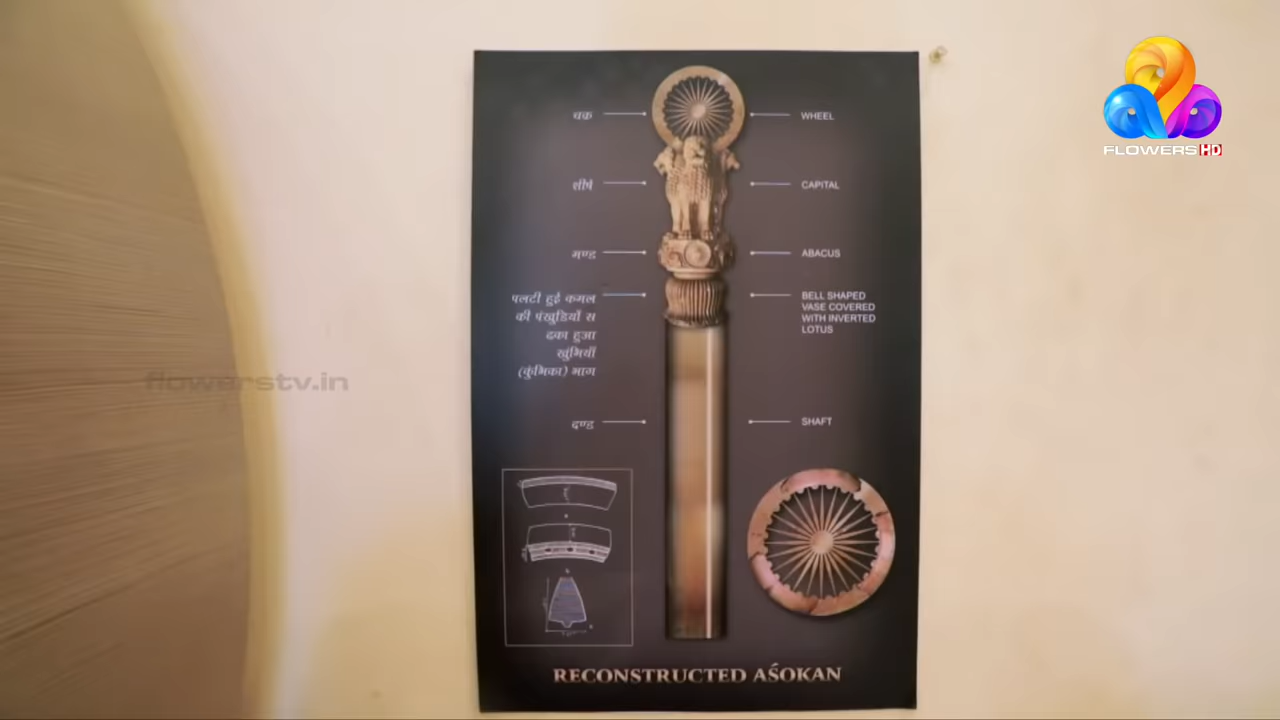 FLOWERS HD
चक्र
WHEEL
शीर्ष
CAPITAL
मण्ड
ABACUS
पलटी हुई कमल
की पंखुडियों स
ढका हुआ
खुंभियाँ
(कुंभिका) भाग
BELL SHAPED
VASE COVERED
WITH INVERTED
LOTUS
flowerstv.in
दण्ड
SHAFT
RECONSTRUCTED AŚOKAN